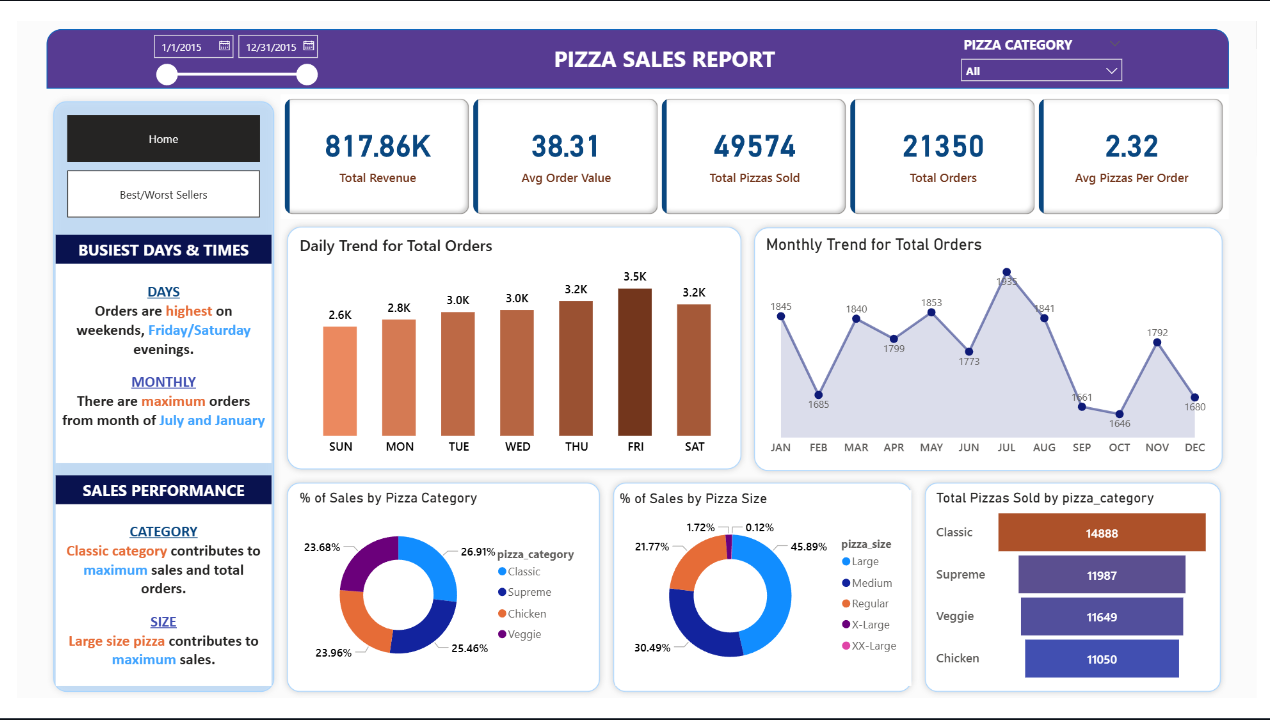 1/1/2015
12/31/2015
PIZZA SALES REPORT
PIZZA CATEGORY
All
Home
Best/Worst Sellers
BUSIEST DAYS & TIMES
DAYS
Orders are highest on
weekends, Friday/Saturday
evenings.
MONTHLY
There are maximum orders
from month of July and January
SALES PERFORMANCE
CATEGORY
Classic category contributes to
maximum sales and total
orders.
SIZE
Large size pizza contributes to
maximum sales.
817.86K
Total Revenue
38.31
Avg Order Value
49574
Total Pizzas Sold
21350
Total Orders
2.32
Avg Pizzas Per Order
Daily Trend for Total Orders
2.6K
2.8K
3.0K
3.0K
3.2K
3.5K
3.2K
SUN MON TUE WED THU FRI SAT
Monthly Trend for Total Orders
1845
1685
1840
1799
1853
1773
1935
1841
1661
1646
1792
1680
JAN FEB MAR APR MAY JUN JUL AUG SEP OCT NOV DEC
% of Sales by Pizza Category
26.91%
25.46%
23.96%
23.68%
pizza_category
Classic
Supreme
Chicken
Veggie
% of Sales by Pizza Size
1.72%
0.12%
45.89%
21.77%
30.49%
pizza_size
Large
Medium
Regular
X-Large
XX-Large
Total Pizzas Sold by pizza_category
Classic 14888
Supreme 11987
Veggie 11649
Chicken 11050